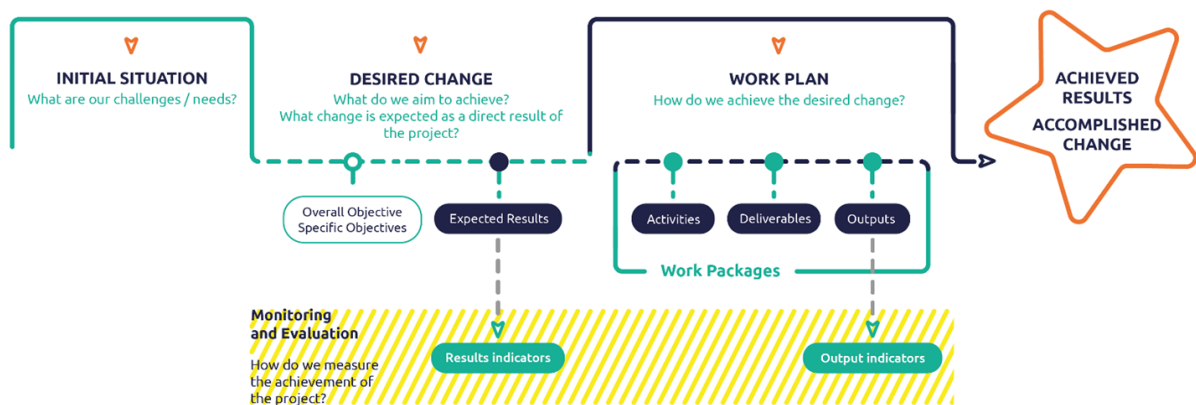 INITIAL SITUATION
What are our challenges / needs?
DESIRED CHANGE
What do we aim to achieve?
What change is expected as a direct result of
the project?
WORK PLAN
How do we achieve the desired change?
ACHIEVED
RESULTS
ACCOMPLISHED
CHANGE
Overall Objective
Specific Objectives
Expected Results
Activities
Deliverables
Outputs
Work Packages
Monitoring
and Evaluation
How do we measure
the achievement of
the project?
Results indicators
Output indicators